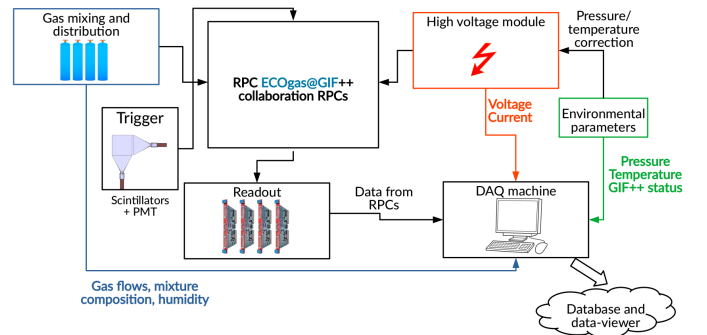 Gas mixing and
distribution
High voltage module
Pressure/
temperature
correction
RPC ECOgas@GIF++
collaboration RPCs
Voltage
Current
Environmental
parameters
Trigger
Scintillators
+ PMT
Pressure
Temperature
GIF++ status
Readout
Data from
RPCs
DAQ machine
Gas flows, mixture
composition, humidity
Database and
data-viewer